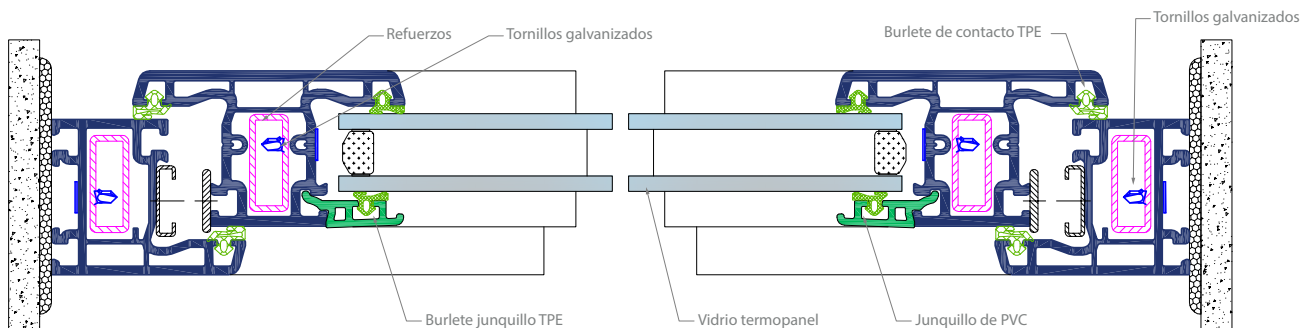 Tornillos galvanizados
Refuerzos
Tornillos galvanizados
Burlete de contacto TPE
Burlete junquillo TPE
Vidrio termopanel
Junquillo de PVC